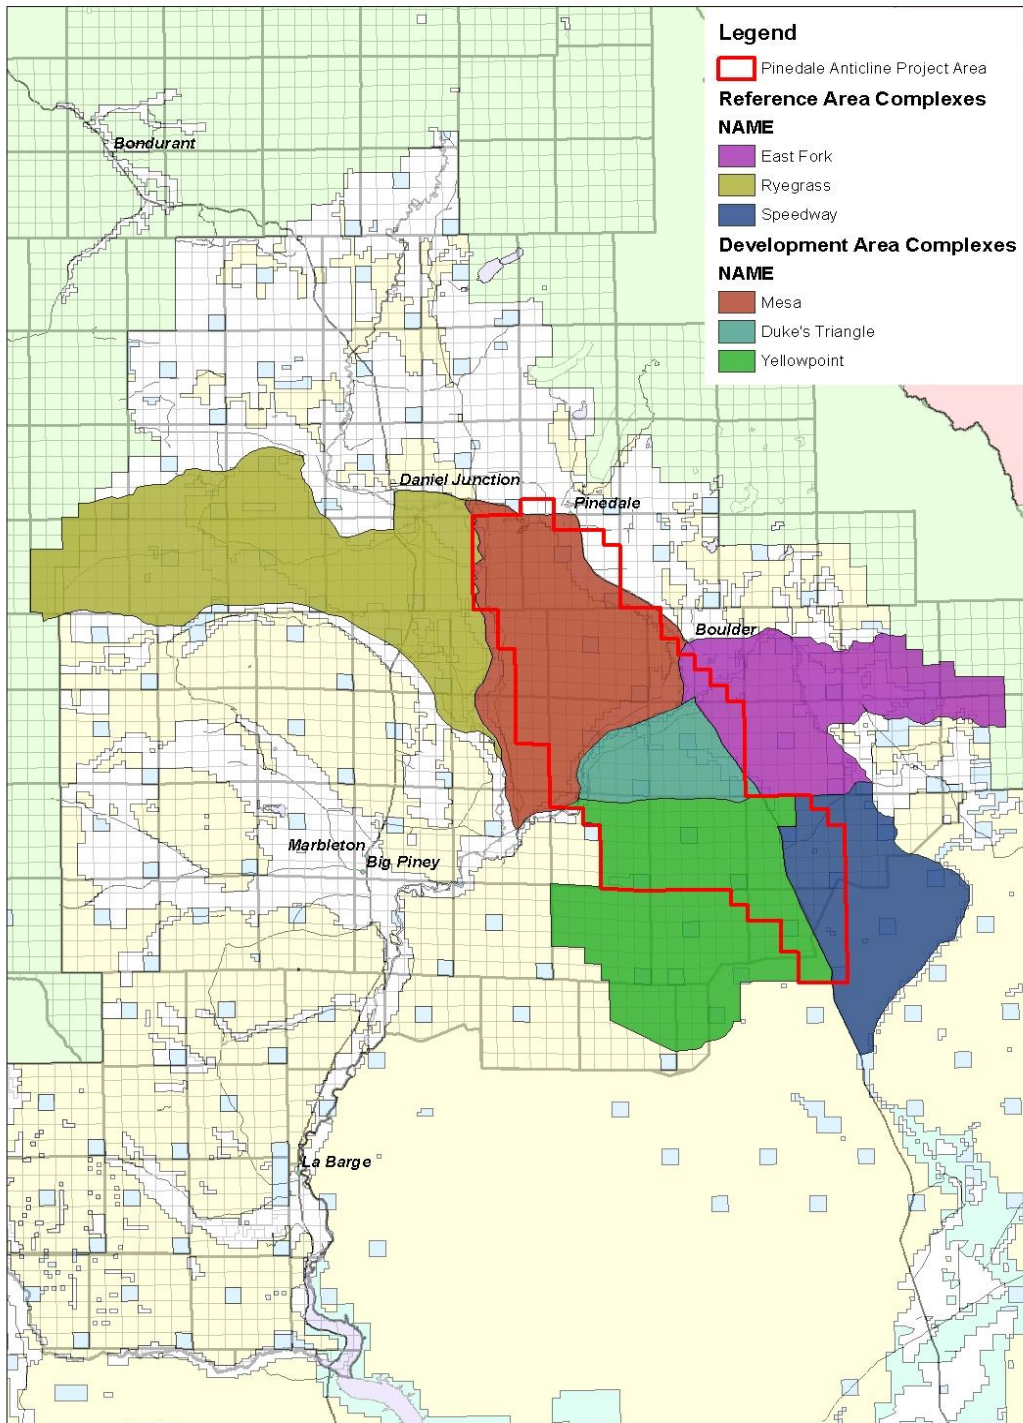 Legend
Pinedale Anticline Project Area
Reference Area Complexes
NAME
East Fork
Ryegrass
Speedway
Development Area Complexes
NAME
Mesa
Duke's Triangle
Yellowpoint
Bondurant
Daniel Junction
Pinedale
Boulder
Marbleton
Big Piney
La Barge